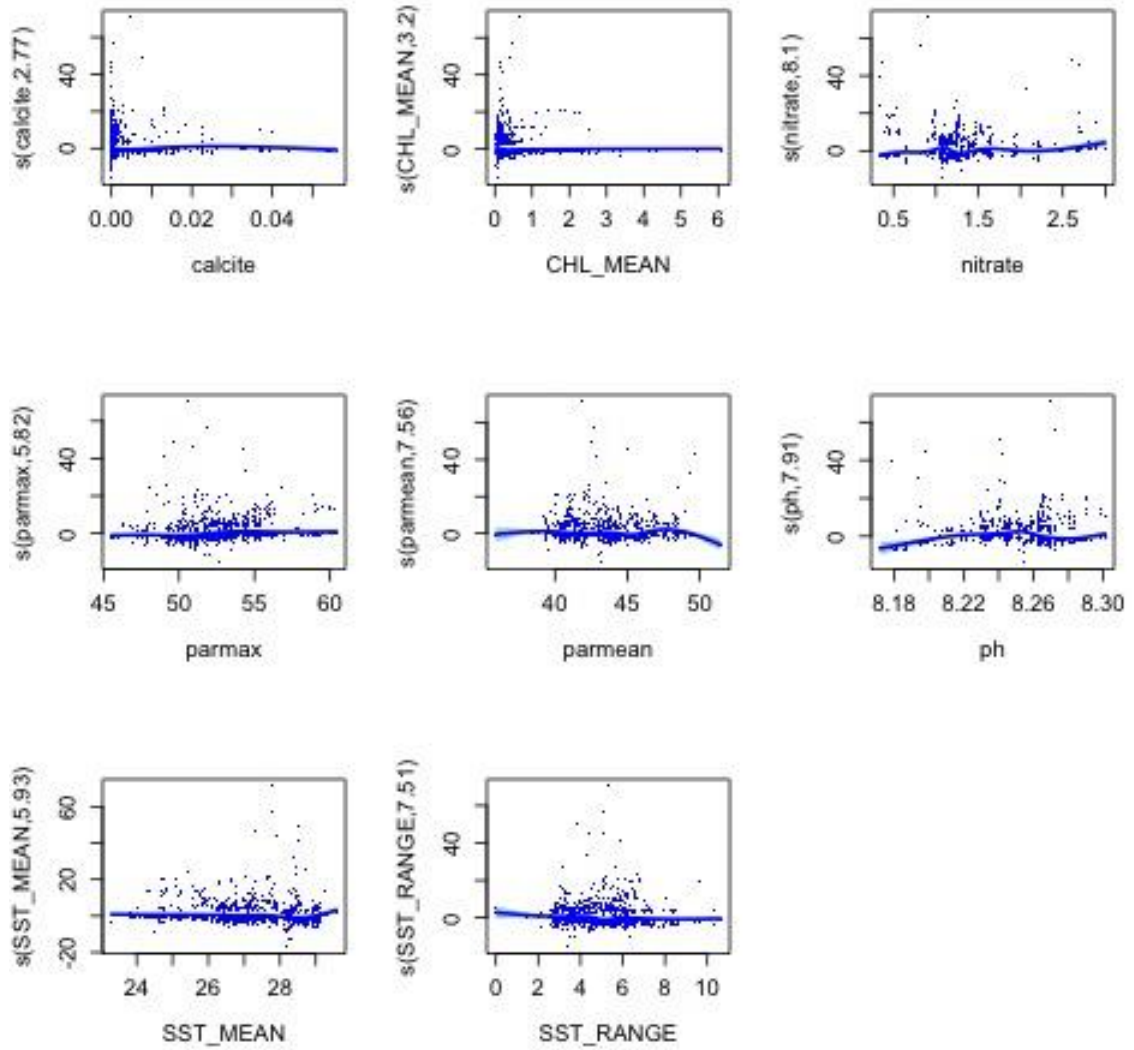 s(calcite,2.77)
40
0
0.00 0.02 0.04
calcite
s(CHL_MEAN,3.2)
40
0
0 1 2 3 4 5 6
CHL_MEAN
s(nitrate,8.1)
40
0
0.5 1.5 2.5
nitrate
s(parmax,5.82)
40
0
45 50 55 60
parmax
s(parmean,7.56)
40
0
40 45 50
parmean
s(ph,7.91)
40
0
8.18 8.22 8.26 8.30
ph
s(SST_MEAN,5.93)
60
20
-20
24 26 28
SST_MEAN
s(SST_RANGE,7.51)
40
0
0 2 4 6 8 10
SST_RANGE